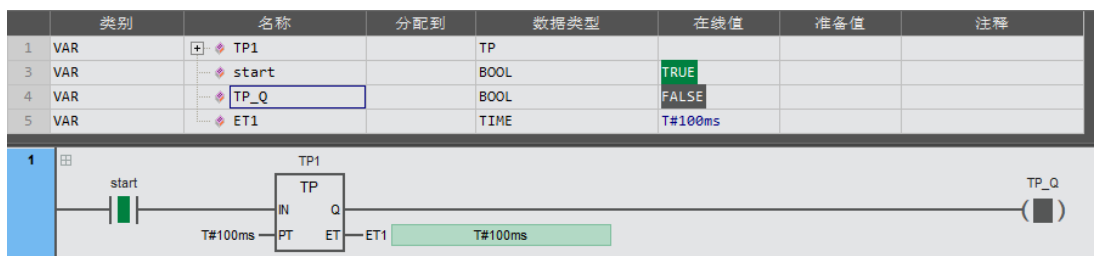 类别 名称 分配到 数据类型 在线值 准备值 注释
1 VAR TP1 TP
3 VAR start BOOL TRUE
4 VAR TP_Q BOOL FALSE
5 VAR ET1 TIME T#100ms
1
TP1
start TP TP_Q
IN Q
T#100ms PT ET ET1 T#100ms